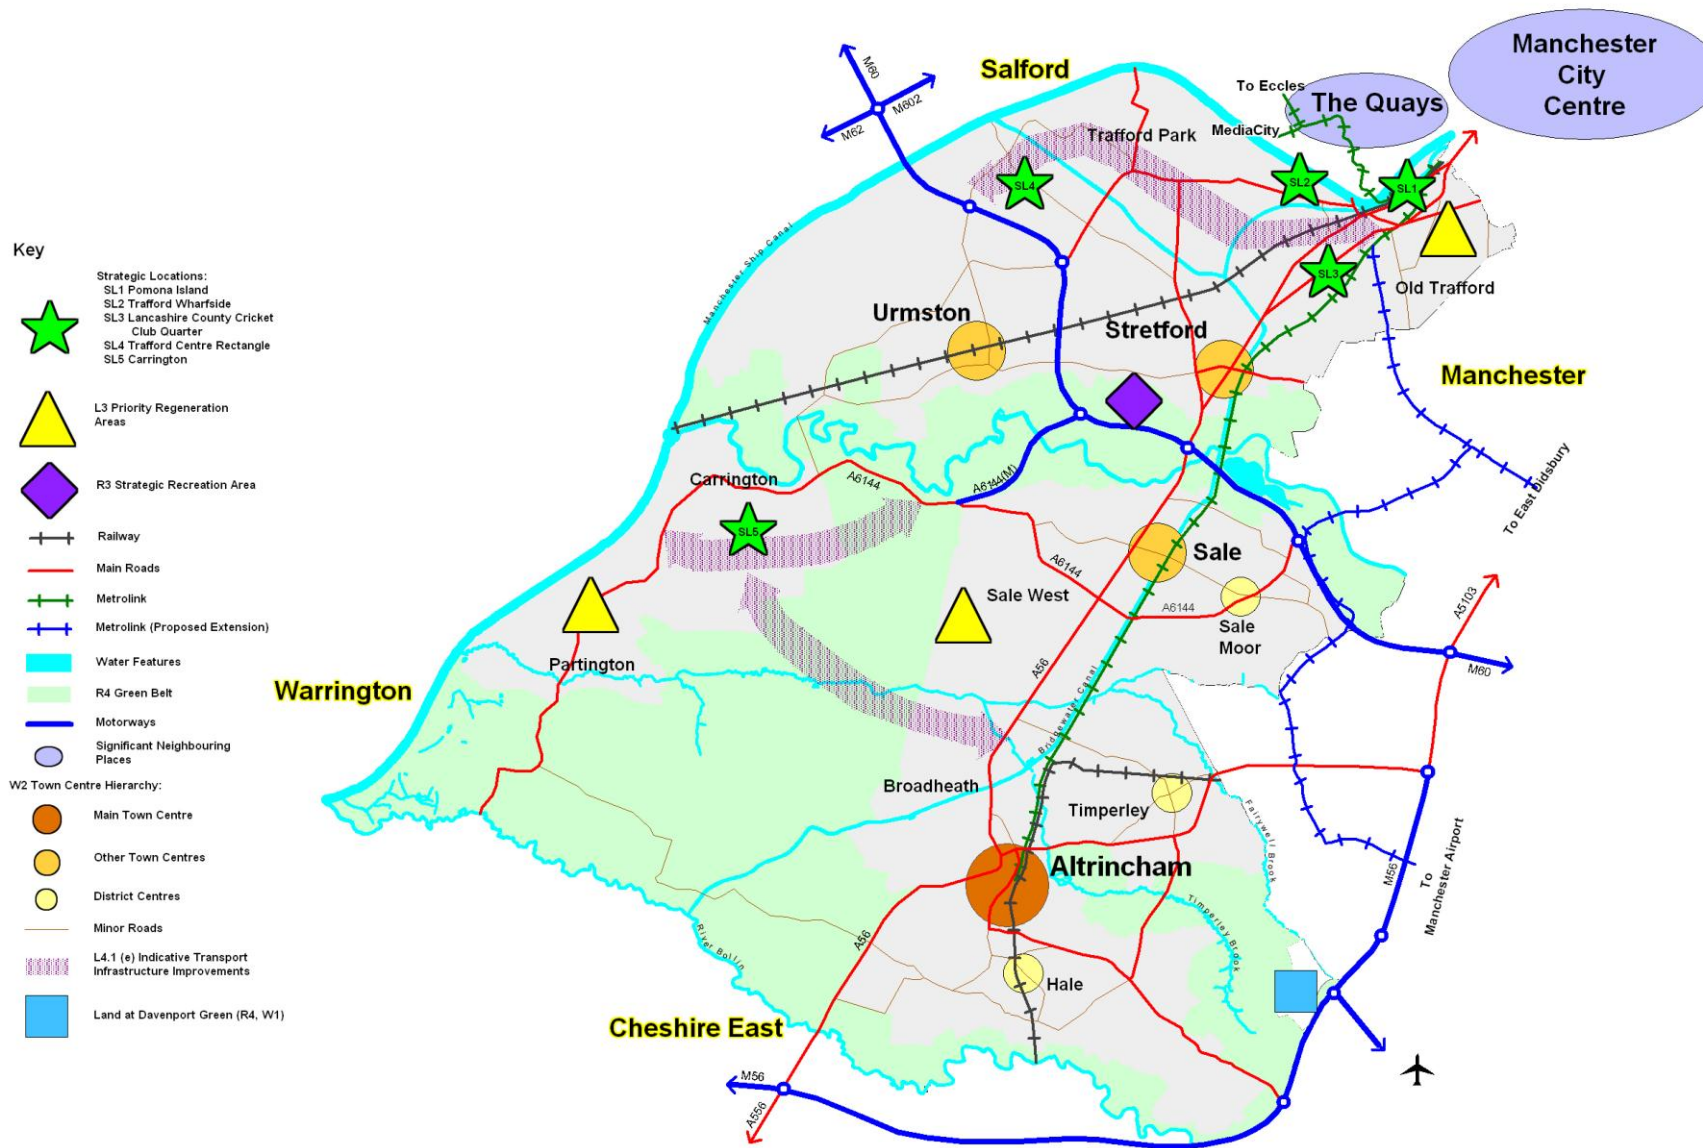 Key
Strategic Locations:
SL1 Pomona Island
SL2 Trafford Wharfside
SL3 Lancashire County Cricket
Club Quarter
SL4 Trafford Centre Rectangle
SL5 Carrington
L3 Priority Regeneration
Areas
R3 Strategic Recreation Area
Railway
Main Roads
Metrolink
Metrolink (Proposed Extension)
Water Features
R4 Green Belt
Motorways
Significant Neighbouring
Places
W2 Town Centre Hierarchy:
Main Town Centre
Other Town Centres
District Centres
Minor Roads
L4.1 (e) Indicative Transport
Infrastructure Improvements
Land at Davenport Green (R4, W1)
Manchester
City
Centre
The Quays
To Eccles
MediaCity
Salford
M60
M602
M62
Trafford Park
SL4
SL2
SL1
SL3
Old Trafford
Manchester Ship Canal
Urmston
Stretford
Manchester
Carrington
A6144
A6144(M)
SL5
To East Didsbury
Sale
A6144
A6144
Sale West
Sale
Moor
A5103
M60
Partington
Warrington
A56
Bridgewater Canal
Broadheath
Timperley
Fairywell Brook
Altrincham
Timperley Brook
M56
To
Manchester Airport
A56
River Bollin
Hale
Cheshire East
M56
A556